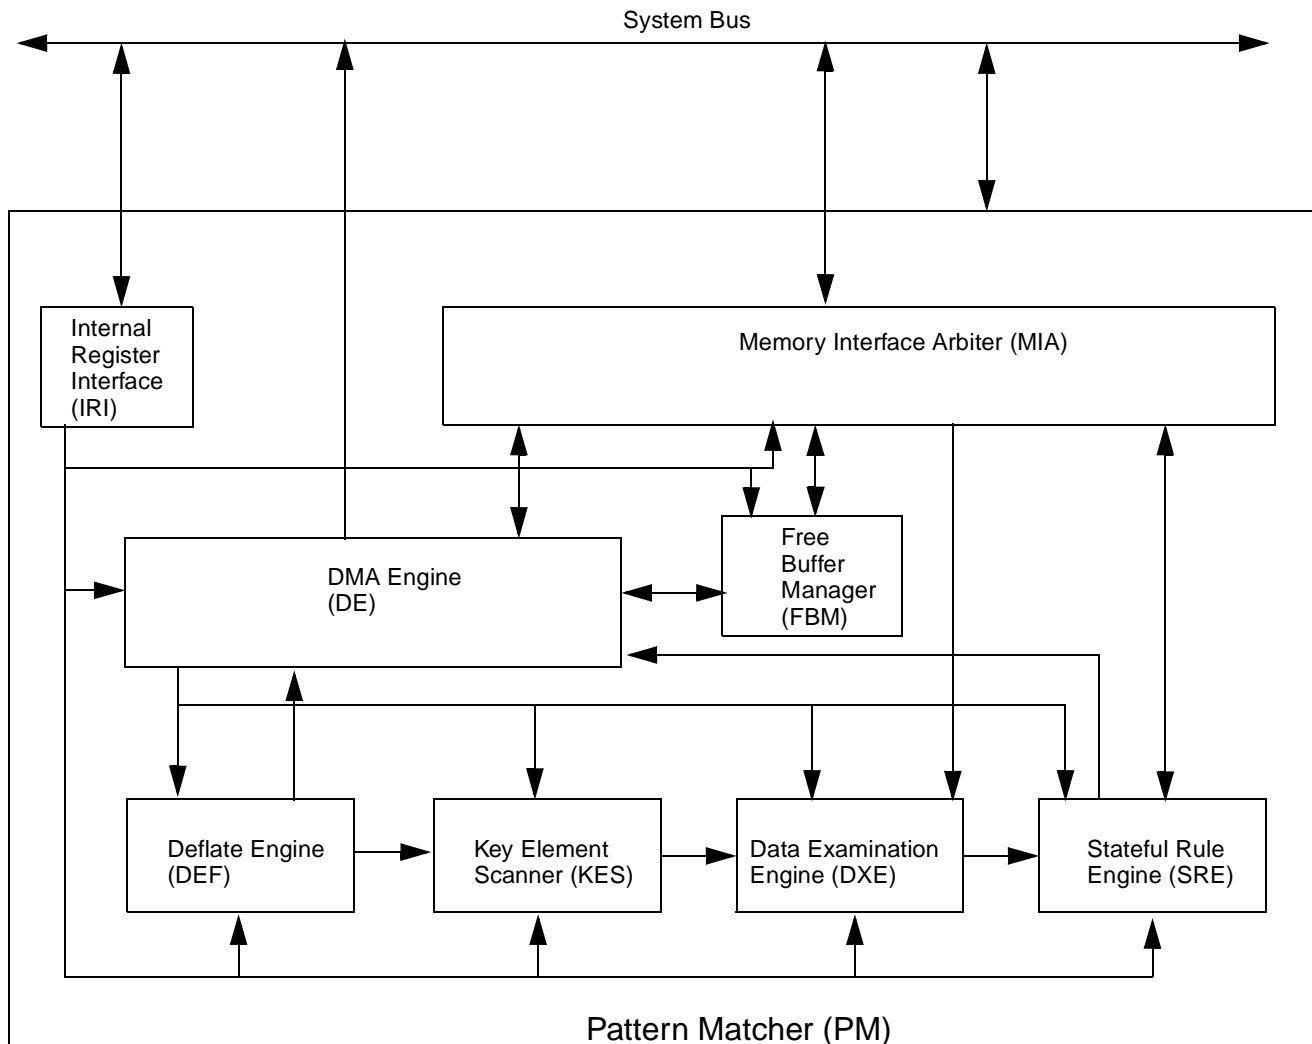 System Bus
Internal
Register
Interface
(IRI)
Memory Interface Arbiter (MIA)
DMA Engine
(DE)
Free
Buffer
Manager
(FBM)
Deflate Engine
(DEF)
Key Element
Scanner (KES)
Data Examination
Engine (DXE)
Stateful Rule
Engine (SRE)
Pattern Matcher (PM)